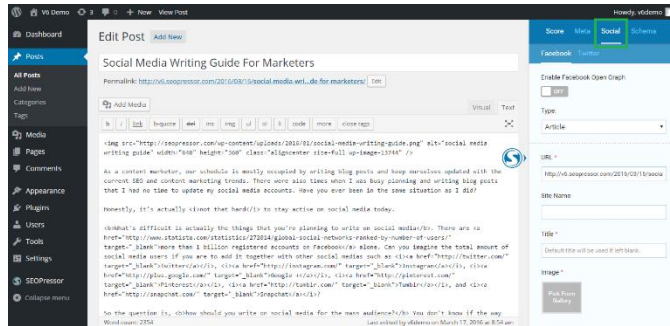 V6 Demo 3 0 + New View Post
Howdy, v6demo
Dashboard
Posts
All Posts
Add New
Categories
Tags
Media
Pages
Comments
Appearance
Plugins
Users
Tools
Settings
SEOPressor
Collapse menu
Edit Post Add New
Social Media Writing Guide For Marketers
Permalink: http://v6.seopressor.com/2016/03/16/social-media-wri...de-for-marketers/ Edit
Add Media
Visual Text
b i link b-quote del ins img ul ol li code more close tags
<img src="http://seopressor.com/wp-content/uploads/2016/01/social-media-writing-guide.png" alt="social media
writing guide" width="640" height="360" class="aligncenter size-full wp-image-13744" />
As a content marketer, our schedule is mostly occupied by writing blog posts and keep ourselves updated with the
current SEO and content marketing trends. There were also times when I was busy planning and writing blog posts
that I had no time to update my social media accounts. Have you ever been in the same situation as I did?
Honestly, it's actually <i>not that hard</i> to stay active on social media today.
<b>What's difficult is actually the things that you're planning to write on social media</b>. There are <a
href="http://www.statista.com/statistics/272014/global-social-networks-ranked-by-number-of-users/"
target="_blank">more than 1 billion registered accounts on Facebook</a> alone. Can you imagine the total amount of
social media users if you are to add it together with other social medias such as <i><a href="http://twitter.com/"
target="_blank">Twitter</a></i>, <i><a href="http://instagram.com/" target="_blank">Instagram</a></i>, <i><a
href="http://plus.google.com/" target="_blank">Google +</a></i>, <i><a href="http://pinterest.com/"
target="_blank">Pinterest</a></i>, <i><a href="http://tumblr.com/" target="_blank">Tumblr</a></i>, and <i><a
href="http://snapchat.com/" target="_blank">Snapchat</a></i>?
So the question is, <b>how should you write on social media for the mass audience?</b> You don't know if the way
Word count: 2354
Last edited by v6demo on March 17, 2016 at 8:54 am
Score Meta Social Schema
Facebook Twitter
Enable Facebook Open Graph
OFF
Type:
Article
URL *
http://v6.seopressor.com/2016/03/16/social
Site Name
Title *
Default title will be used if left blank.
Image *
Pick From
Gallery